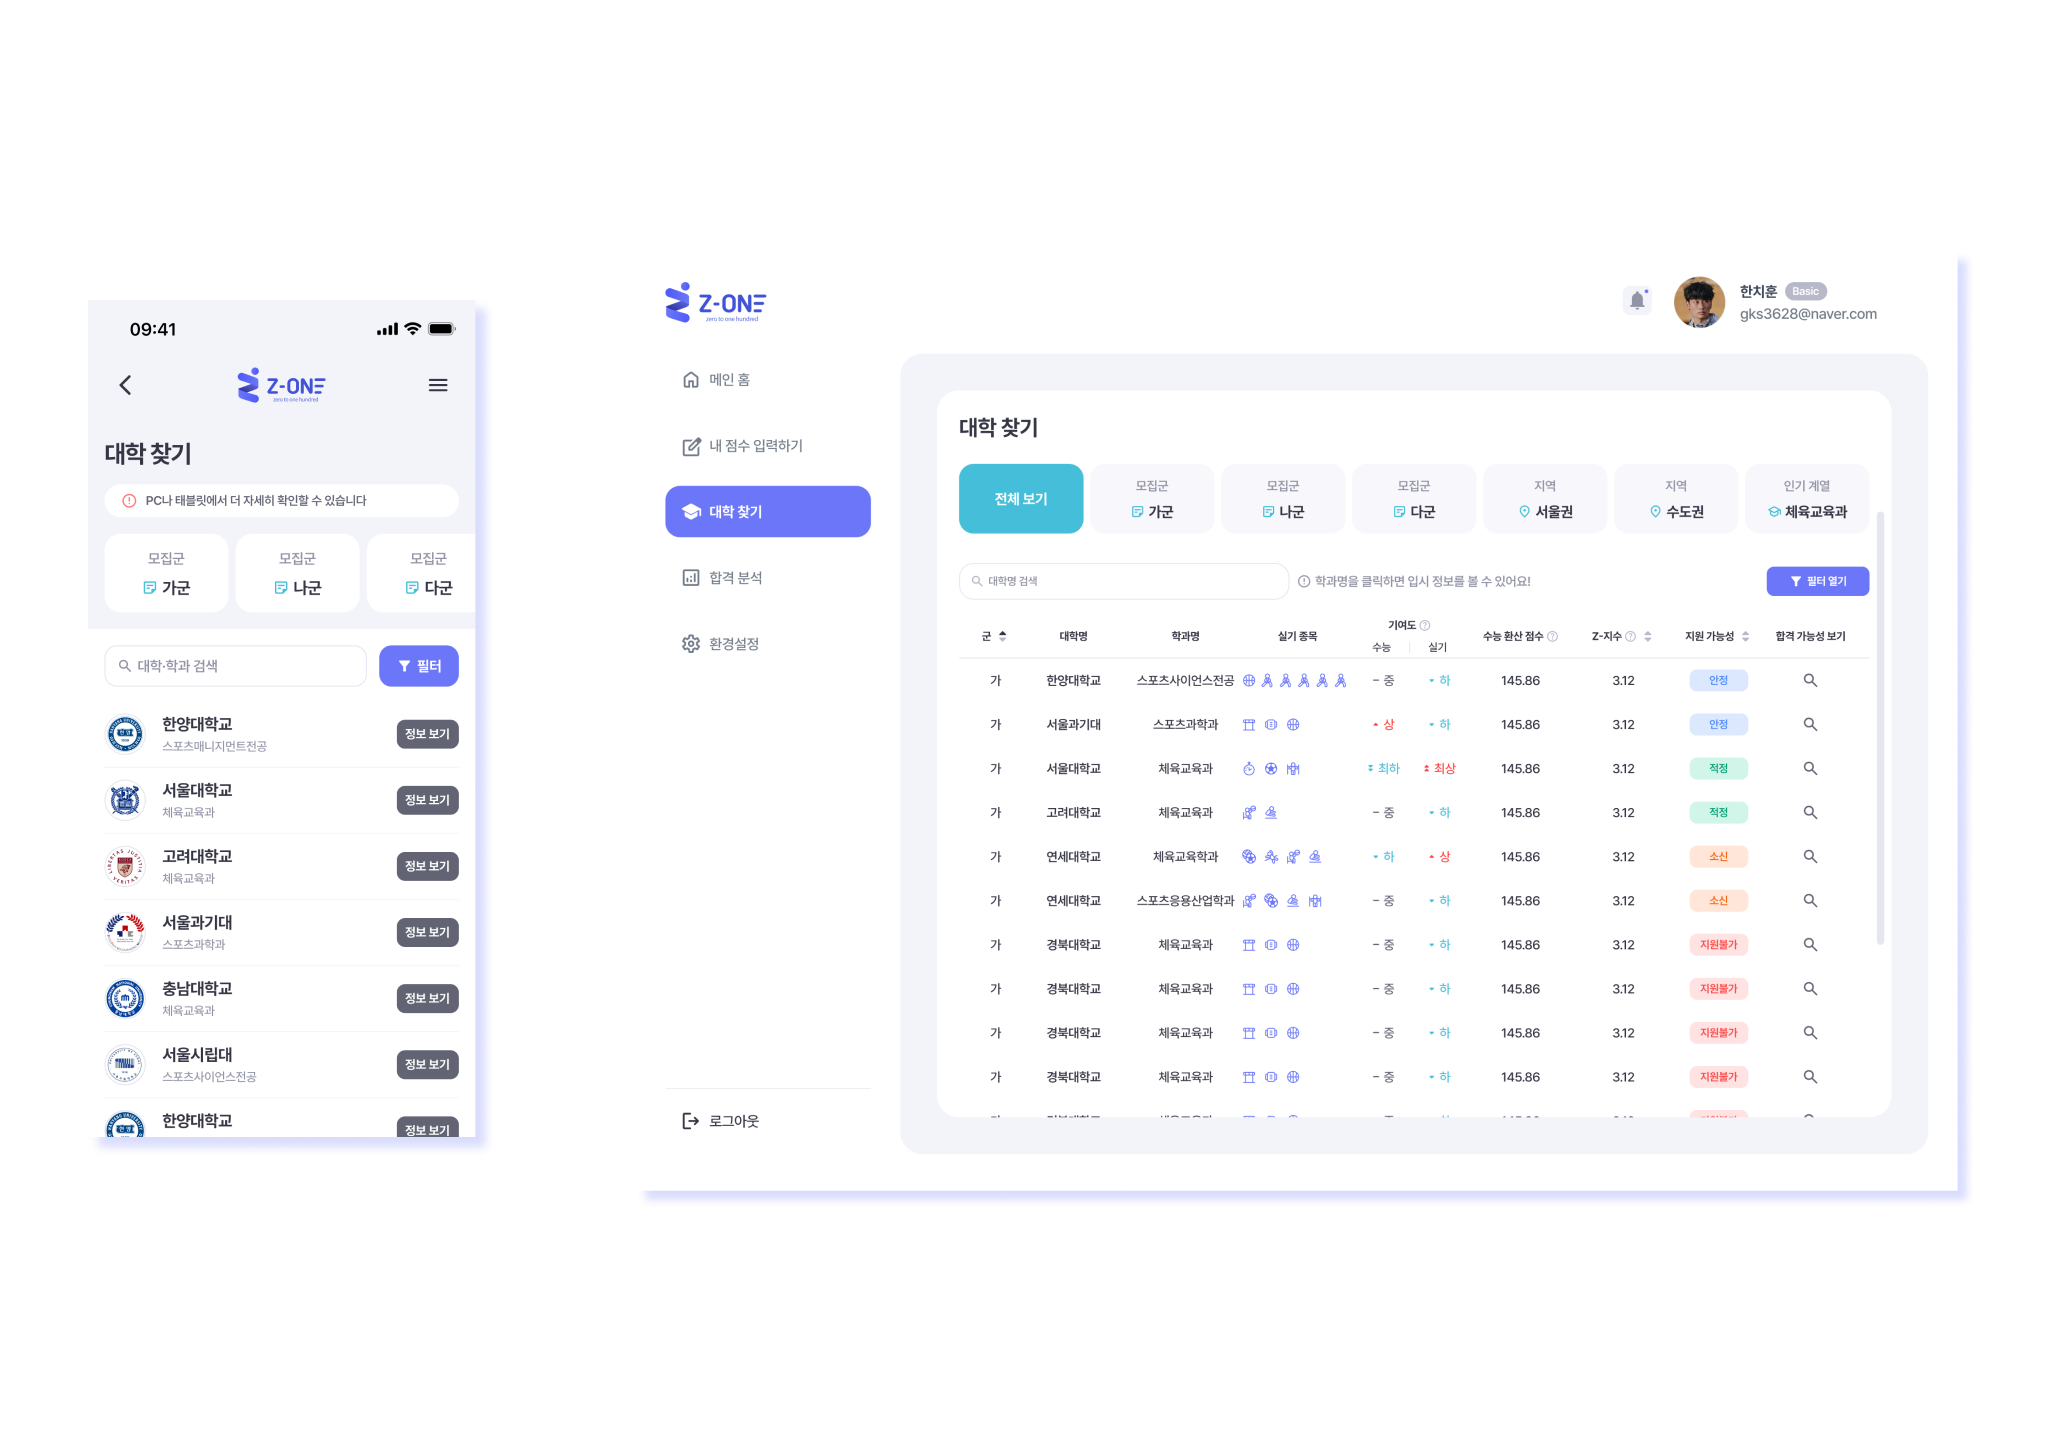 09:41
Z-ONE
zero to one hundred
대학 찾기
PC나 태블릿에서 더 자세히 확인할 수 있습니다
모집군 모집군 모집군
가군 나군 다군
대학·학과 검색 필터
한양대학교
스포츠매니지먼트전공
정보 보기
서울대학교
체육교육과
정보 보기
고려대학교
체육교육과
정보 보기
서울과기대
스포츠과학과
정보 보기
충남대학교
체육교육과
정보 보기
서울시립대
스포츠사이언스전공
정보 보기
한양대학교
정보 보기
Z-ONE
zero to one hundred
한치훈 Basic
gks3628@naver.com
메인 홈
내 점수 입력하기
대학 찾기
합격 분석
환경설정
로그아웃
대학 찾기
전체 보기
모집군 모집군 모집군 지역 지역 인기 계열
가군 나군 다군 서울권 수도권 체육교육과
대학명 검색 학과명을 클릭하면 입시 정보를 볼 수 있어요! 필터 열기
군 대학명 학과명 실기 종목 기여도 수능 환산 점수 Z-지수 지원 가능성 합격 가능성 보기
수능 실기
가 한양대학교 스포츠사이언스전공 – 중 하 145.86 3.12 안정
가 서울과기대 스포츠과학과 상 하 145.86 3.12 안정
가 서울대학교 체육교육과 최하 최상 145.86 3.12 적정
가 고려대학교 체육교육과 – 중 하 145.86 3.12 적정
가 연세대학교 체육교육학과 하 상 145.86 3.12 소신
가 연세대학교 스포츠응용산업학과 – 중 하 145.86 3.12 소신
가 경북대학교 체육교육과 – 중 하 145.86 3.12 지원불가
가 경북대학교 체육교육과 – 중 하 145.86 3.12 지원불가
가 경북대학교 체육교육과 – 중 하 145.86 3.12 지원불가
가 경북대학교 체육교육과 – 중 하 145.86 3.12 지원불가